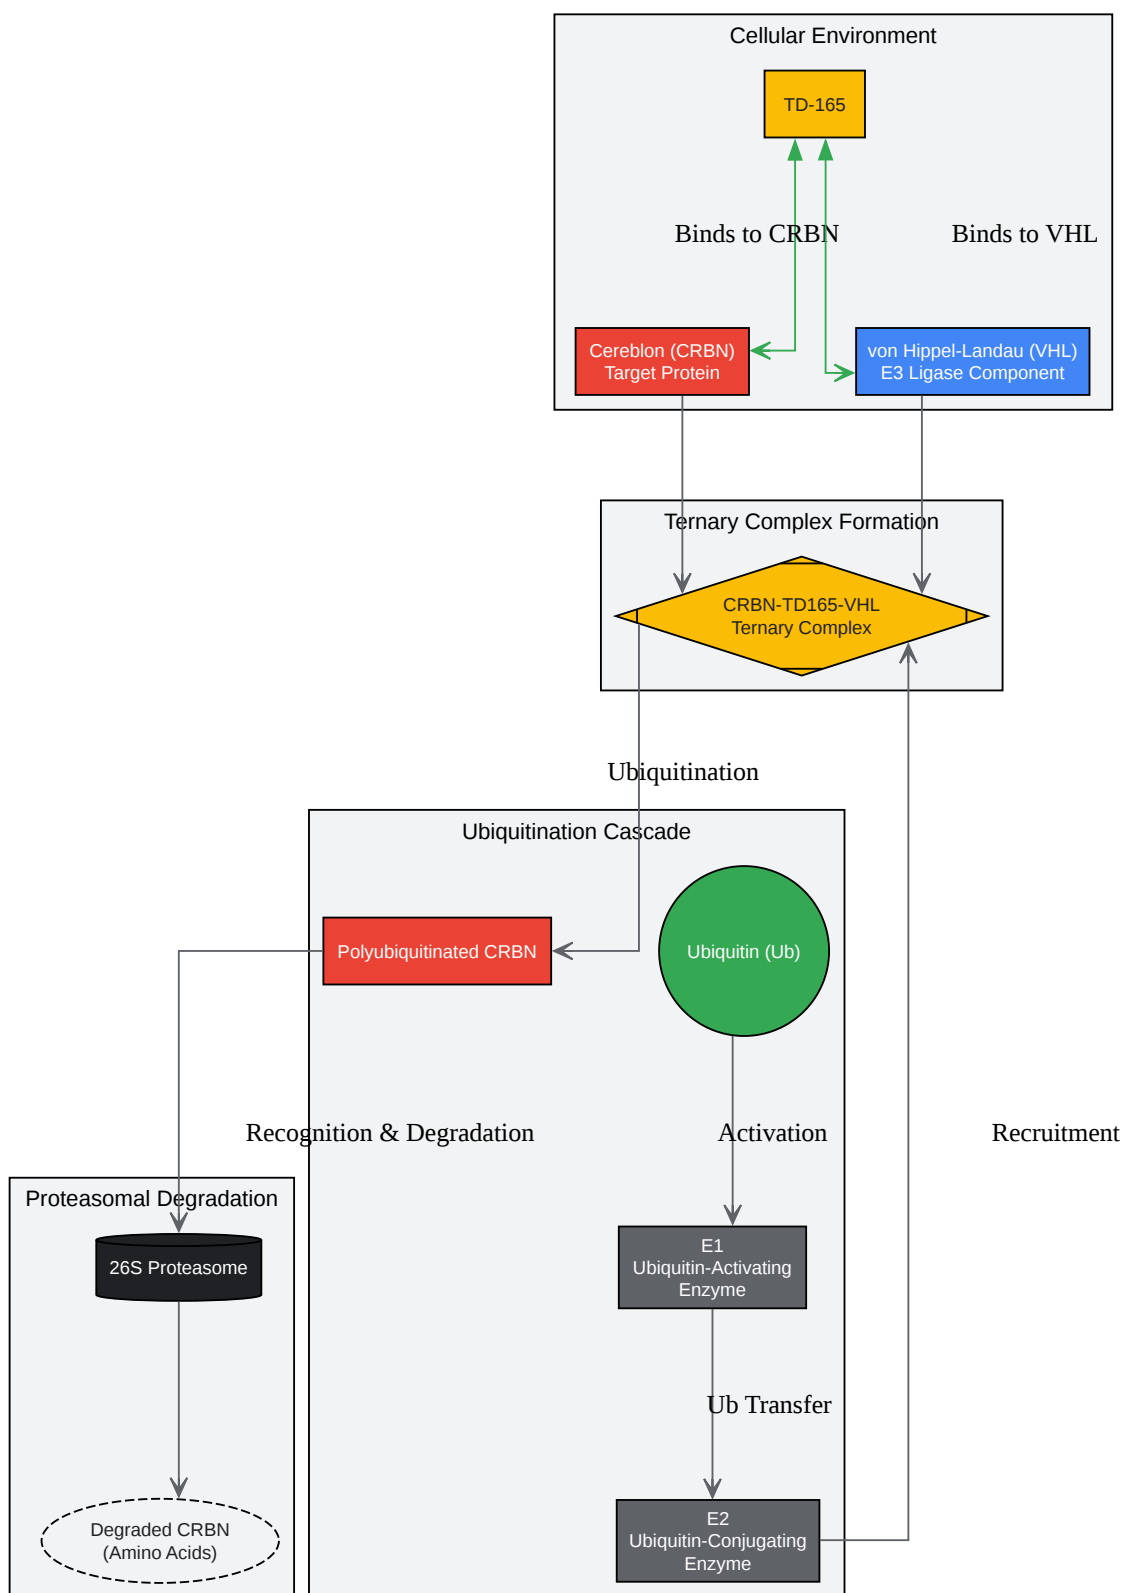 Cellular Environment
TD-165
Binds to CRBN
Binds to VHL
Cereblon (CRBN)
Target Protein
von Hippel-Landau (VHL)
E3 Ligase Component
Ternary Complex Formation
CRBN-TD165-VHL
Ternary Complex
Ubiquitination
Ubiquitination Cascade
Polyubiquitinated CRBN
Ubiquitin (Ub)
Recognition & Degradation
Activation
Recruitment
Proteasomal Degradation
26S Proteasome
E1
Ubiquitin-Activating
Enzyme
Ub Transfer
Degraded CRBN
(Amino Acids)
E2
Ubiquitin-Conjugating
Enzyme